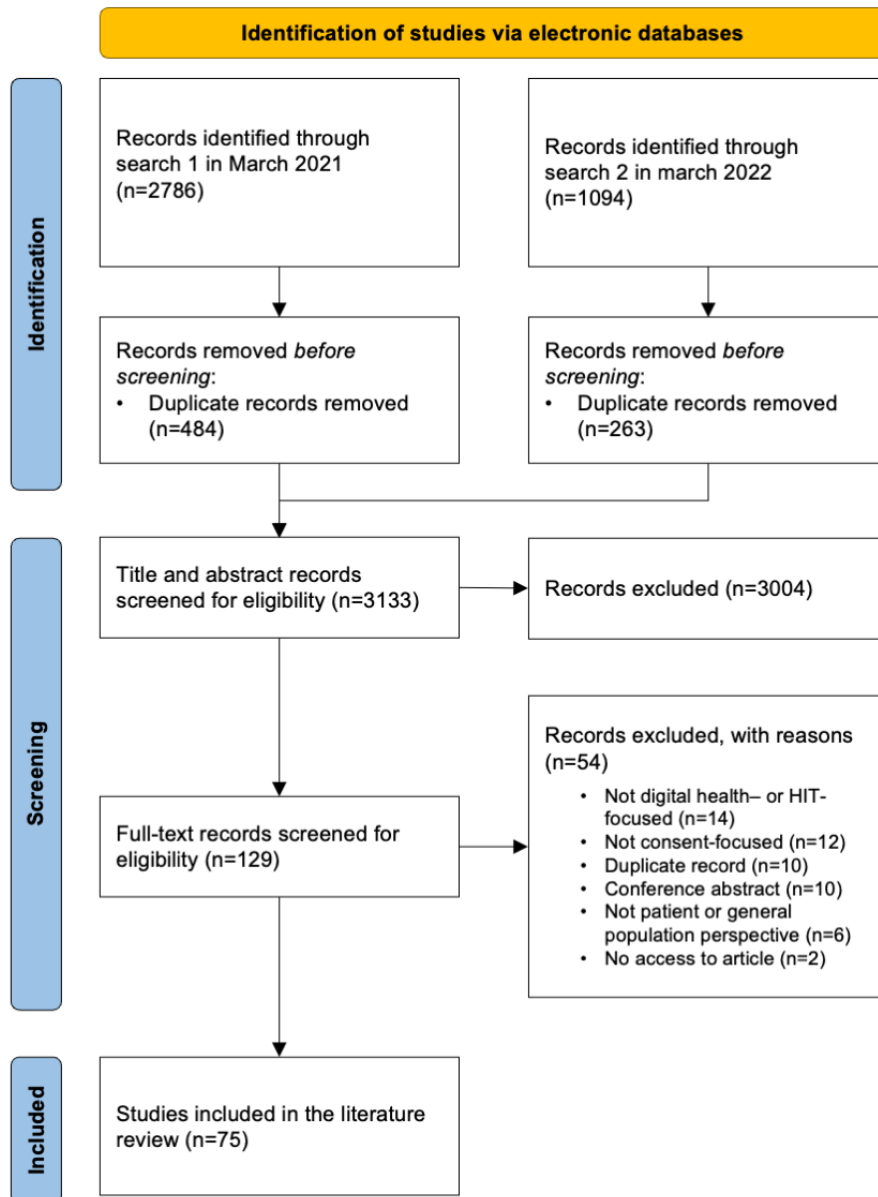 Identification of studies via electronic databases
Identification
Records identified through
search 1 in March 2021
(n=2786)
Records identified through
search 2 in march 2022
(n=1094)
Records removed before
screening:
• Duplicate records removed
(n=484)
Records removed before
screening:
• Duplicate records removed
(n=263)
Screening
Title and abstract records
screened for eligibility (n=3133)
Records excluded (n=3004)
Full-text records screened for
eligibility (n=129)
Records excluded, with reasons
(n=54)
• Not digital health– or HIT-
focused (n=14)
• Not consent-focused (n=12)
• Duplicate record (n=10)
• Conference abstract (n=10)
• Not patient or general
population perspective (n=6)
• No access to article (n=2)
Included
Studies included in the literature
review (n=75)